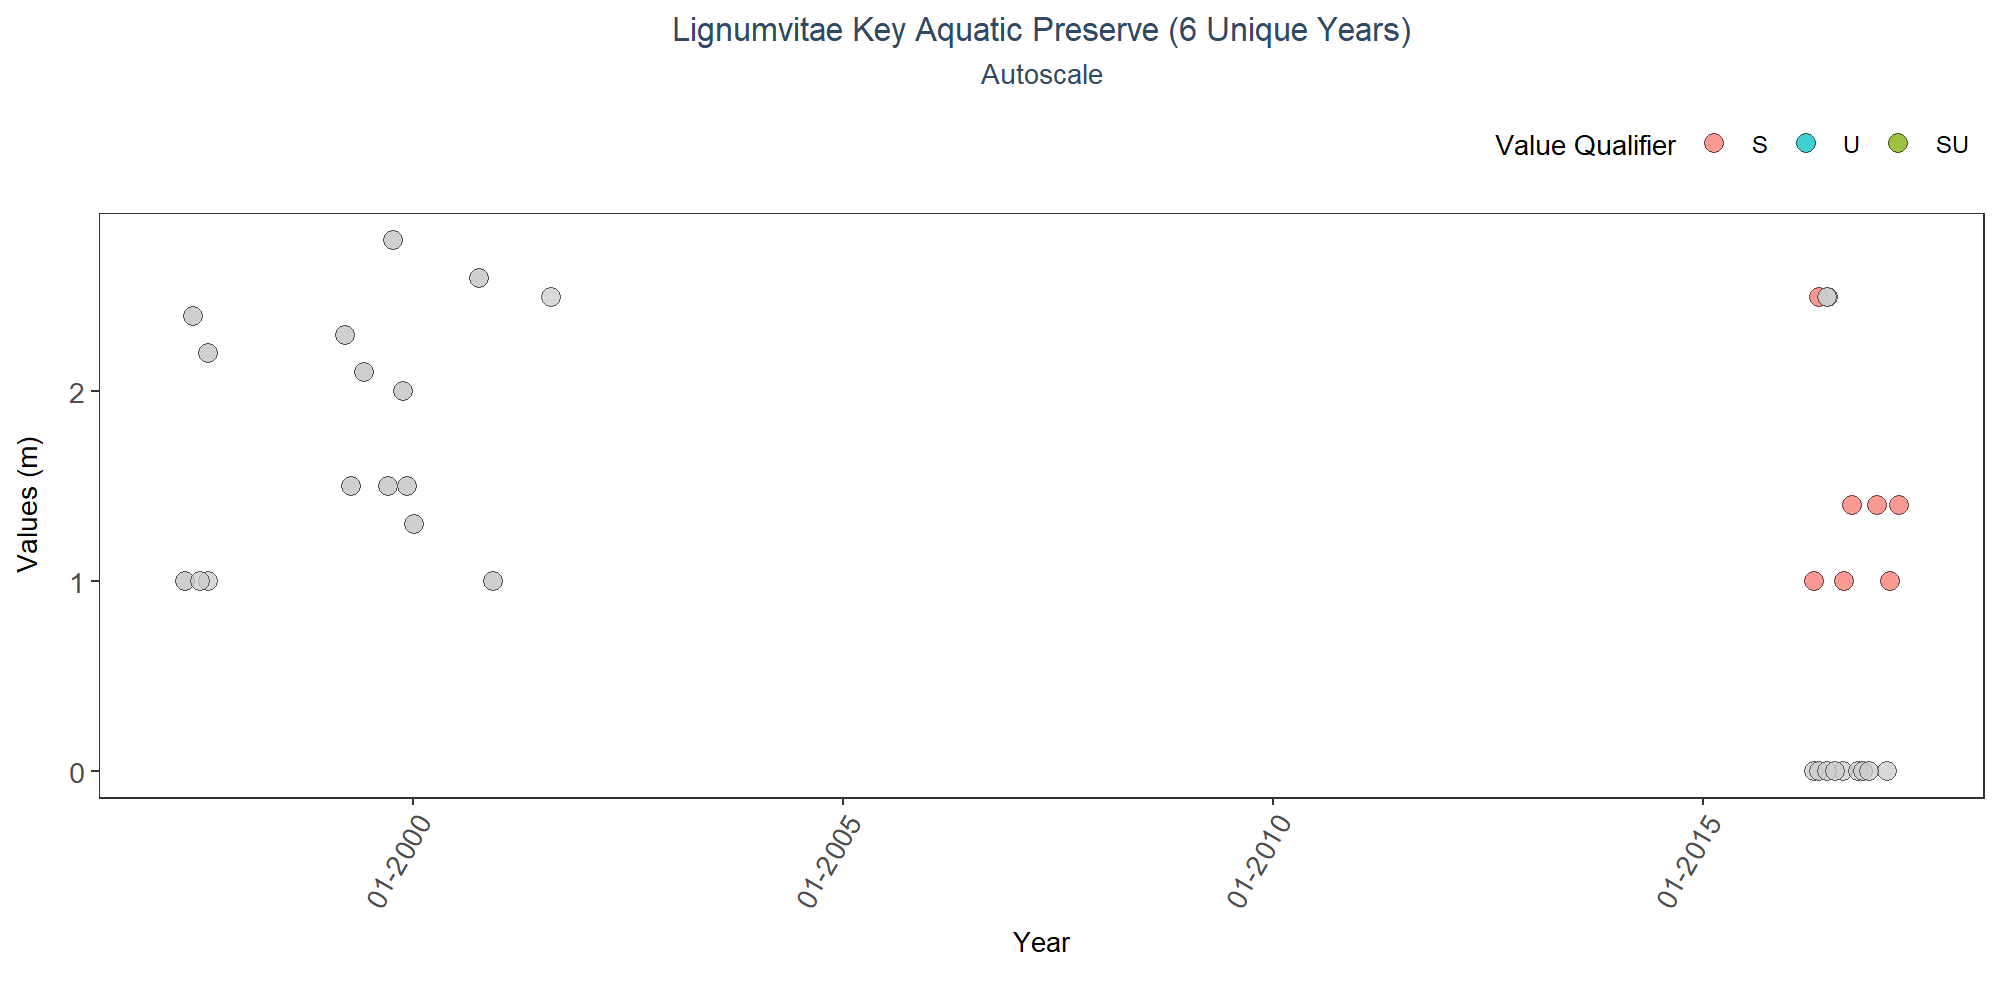 Lignumvitae Key Aquatic Preserve (6 Unique Years)
Autoscale
Value Qualifier S U SU
Values (m)
2
1
0
01-2000 01-2005 01-2010 01-2015
Year